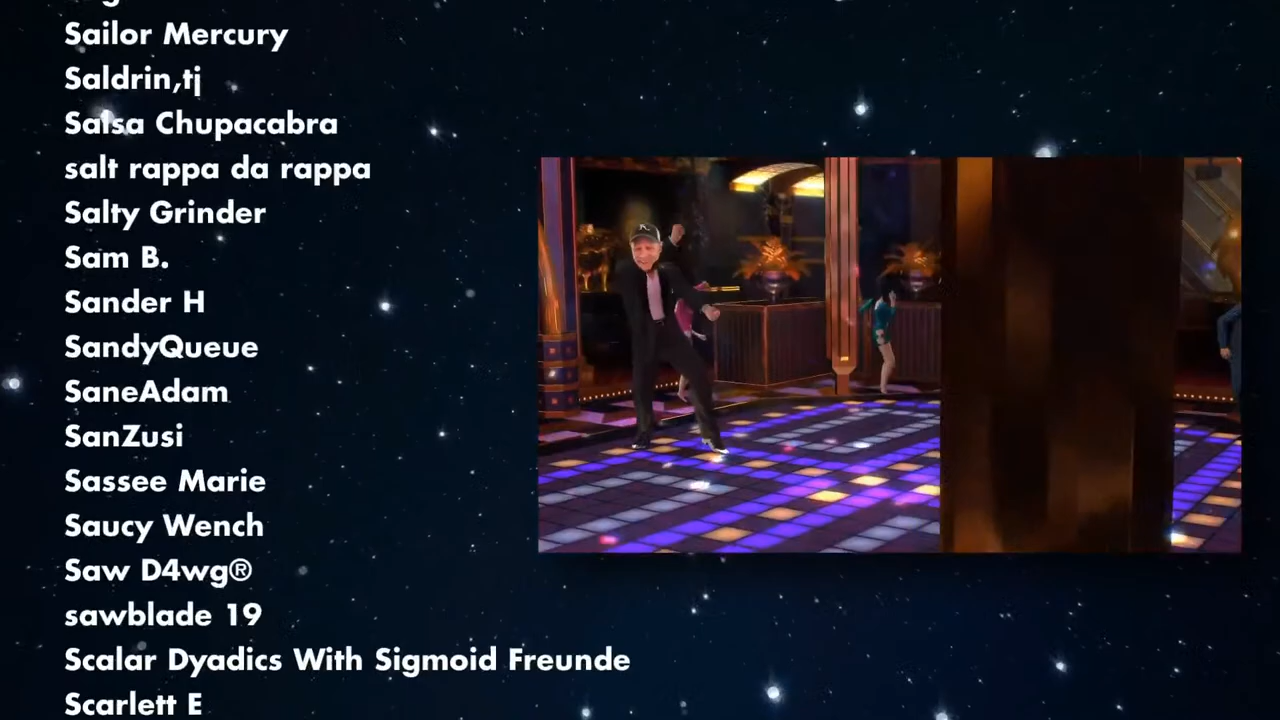 Sailor Mercury
Saldrin,tj
Salsa Chupacabra
salt rappa da rappa
Salty Grinder
Sam B.
Sander H
SandyQueue
SaneAdam
SanZusi
Sassee Marie
Saucy Wench
Saw D4wg®
sawblade 19
Scalar Dyadics With Sigmoid Freunde
Scarlett E